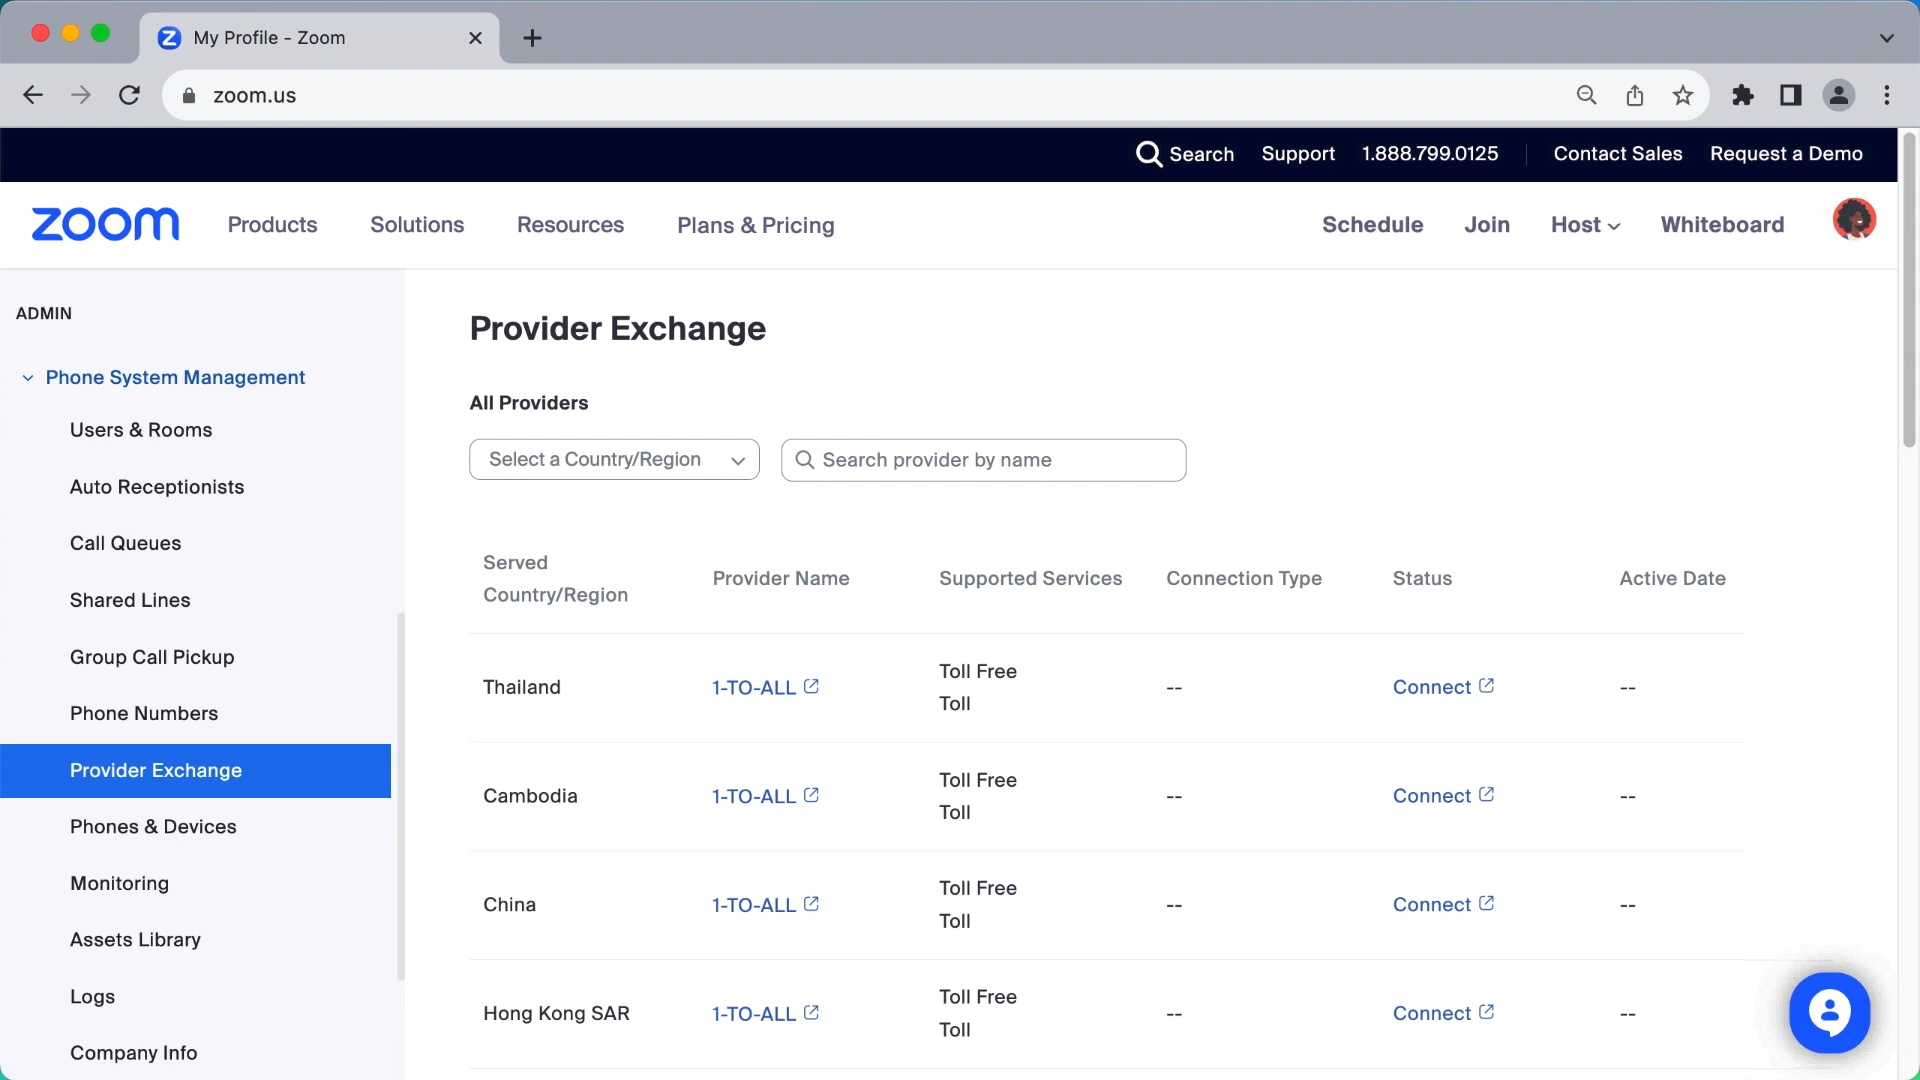 My Profile - Zoom
zoom.us
Search Support 1.888.799.0125 Contact Sales Request a Demo
zoom Products Solutions Resources Plans & Pricing Schedule Join Host Whiteboard
ADMIN
Phone System Management
Users & Rooms
Auto Receptionists
Call Queues
Shared Lines
Group Call Pickup
Phone Numbers
Provider Exchange
Phones & Devices
Monitoring
Assets Library
Logs
Company Info
Provider Exchange
All Providers
Select a Country/Region Search provider by name
Served
Country/Region Provider Name Supported Services Connection Type Status Active Date
Thailand 1-TO-ALL Toll Free
Toll -- Connect --
Cambodia 1-TO-ALL Toll Free
Toll -- Connect --
China 1-TO-ALL Toll Free
Toll -- Connect --
Hong Kong SAR 1-TO-ALL Toll Free
Toll -- Connect --